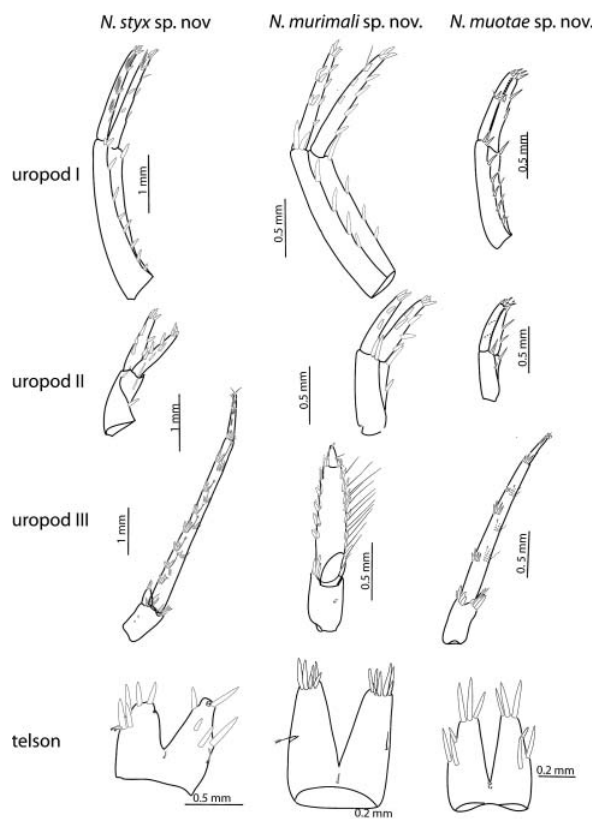 N. styx sp. nov
N. murimali sp. nov.
N. muotae sp. nov.
uropod I
1 mm
0.5 mm
0.5 mm
uropod II
1 mm
0.5 mm
0.5 mm
uropod III
1 mm
0.5 mm
0. 5 mm
telson
0.5 mm
0.2 mm
0.2 mm